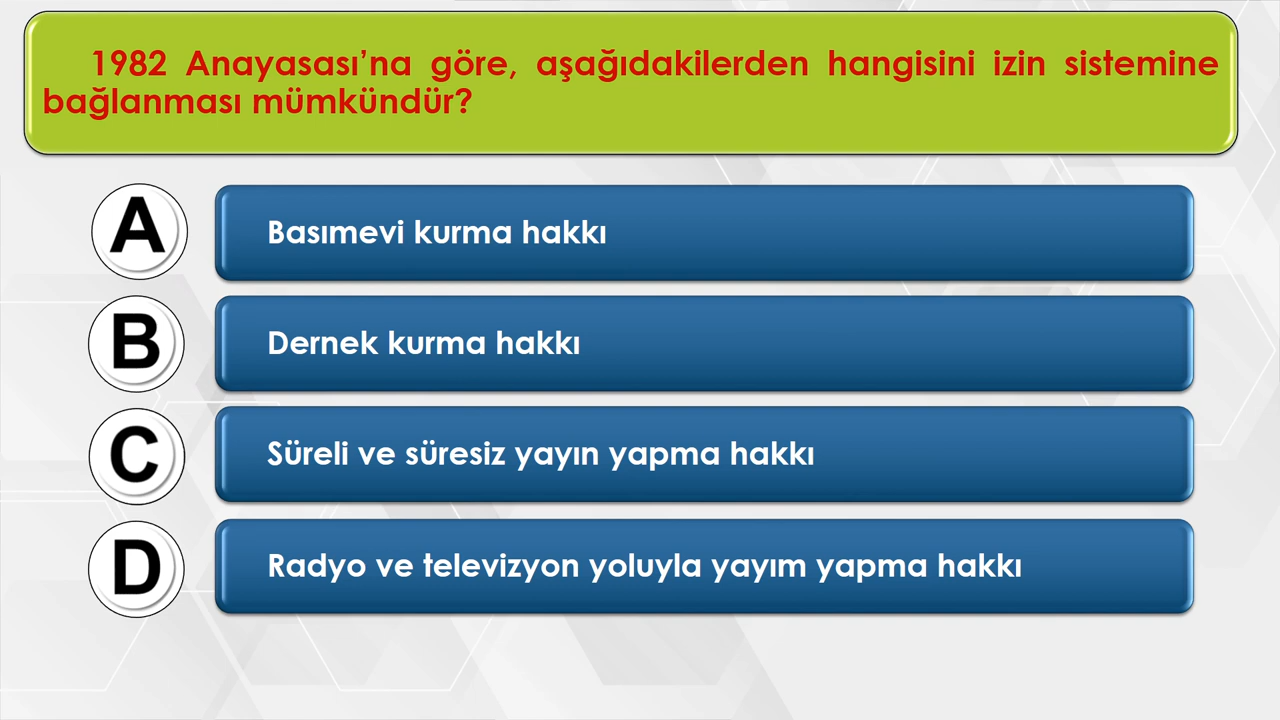 1982 Anayasası’na göre, aşağıdakilerden hangisini izin sistemine
bağlanması mümkündür?
A
Basımevi kurma hakkı
B
Dernek kurma hakkı
C
Süreli ve süresiz yayın yapma hakkı
D
Radyo ve televizyon yoluyla yayım yapma hakkı